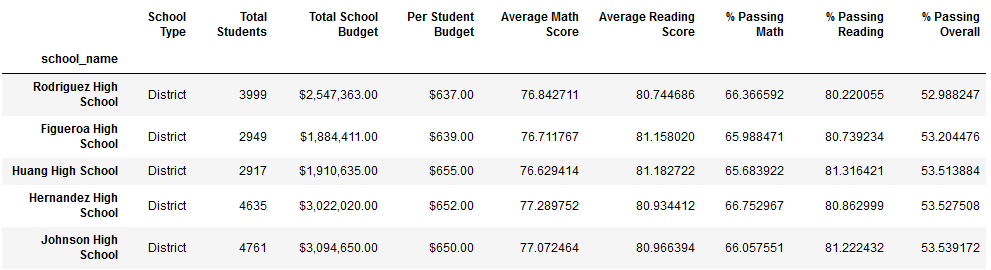 School Type Total Students Total School Budget Per Student Budget Average Math Score Average Reading Score % Passing Math % Passing Reading % Passing Overall
school_name
Rodriguez High School District 3999 $2,547,363.00 $637.00 76.842711 80.744686 66.366592 80.220055 52.988247
Figueroa High School District 2949 $1,884,411.00 $639.00 76.711767 81.158020 65.988471 80.739234 53.204476
Huang High School District 2917 $1,910,635.00 $655.00 76.629414 81.182722 65.683922 81.316421 53.513884
Hernandez High School District 4635 $3,022,020.00 $652.00 77.289752 80.934412 66.752967 80.862999 53.527508
Johnson High School District 4761 $3,094,650.00 $650.00 77.072464 80.966394 66.057551 81.222432 53.539172